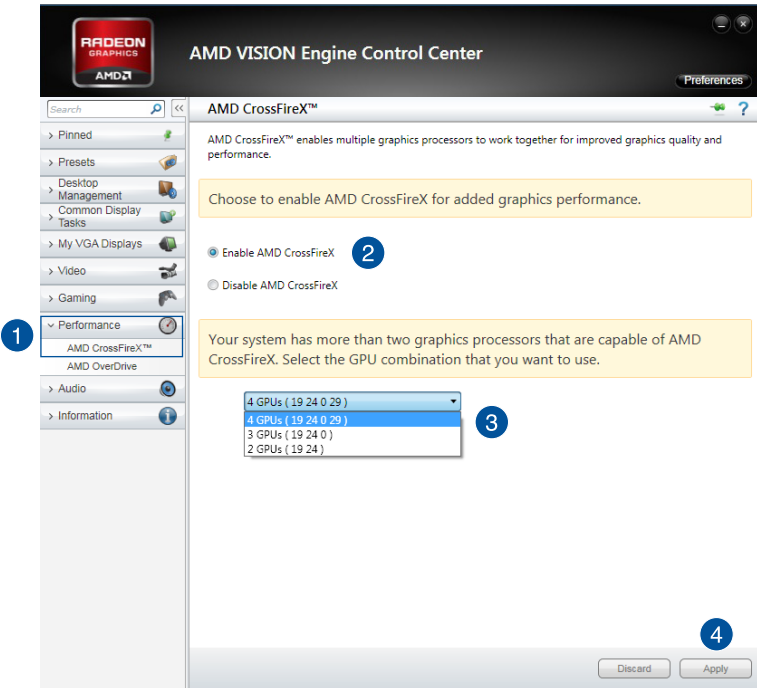 RADEON
GRAPHICS
AMD
AMD VISION Engine Control Center
Preferences
Search
<<
AMD CrossFireX™
?
Pinned
Presets
Desktop
Management
Common Display
Tasks
My VGA Displays
Video
Gaming
1
Performance
AMD CrossFireX™
AMD OverDrive
Audio
Information
AMD CrossFireX™ enables multiple graphics processors to work together for improved graphics quality and
performance.
Choose to enable AMD CrossFireX for added graphics performance.
Enable AMD CrossFireX
2
Disable AMD CrossFireX
Your system has more than two graphics processors that are capable of AMD
CrossFireX. Select the GPU combination that you want to use.
4 GPUs ( 19 24 0 29 )
4 GPUs ( 19 24 0 29 )
3 GPUs ( 19 24 0 )
2 GPUs ( 19 24 )
3
4
Discard
Apply